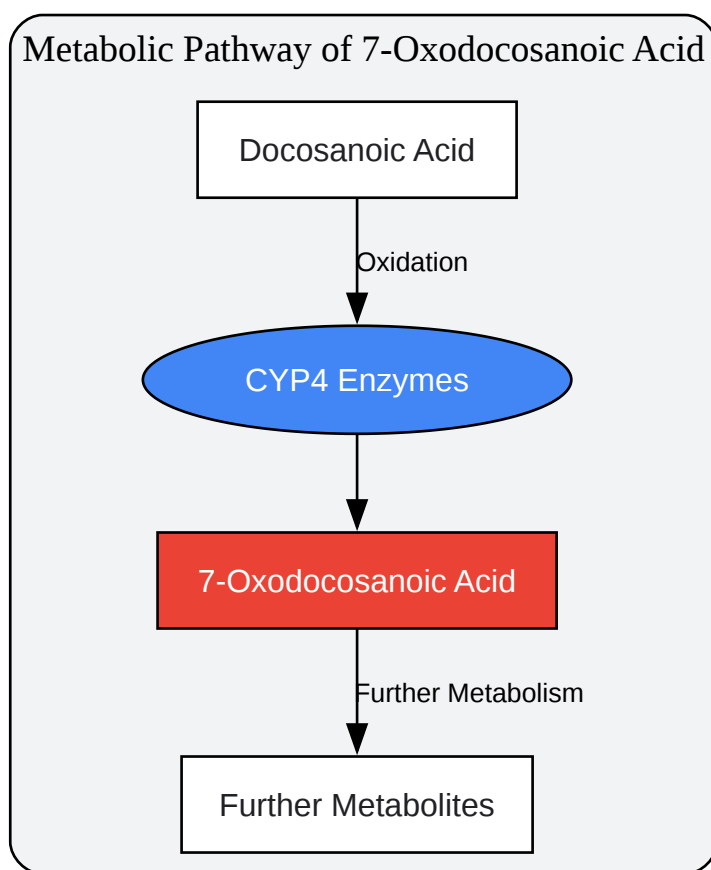 Metabolic Pathway of 7-Oxodocosanoic Acid
Docosanoic Acid
Oxidation
CYP4 Enzymes
7-Oxodocosanoic Acid
Further Metabolism
Further Metabolites